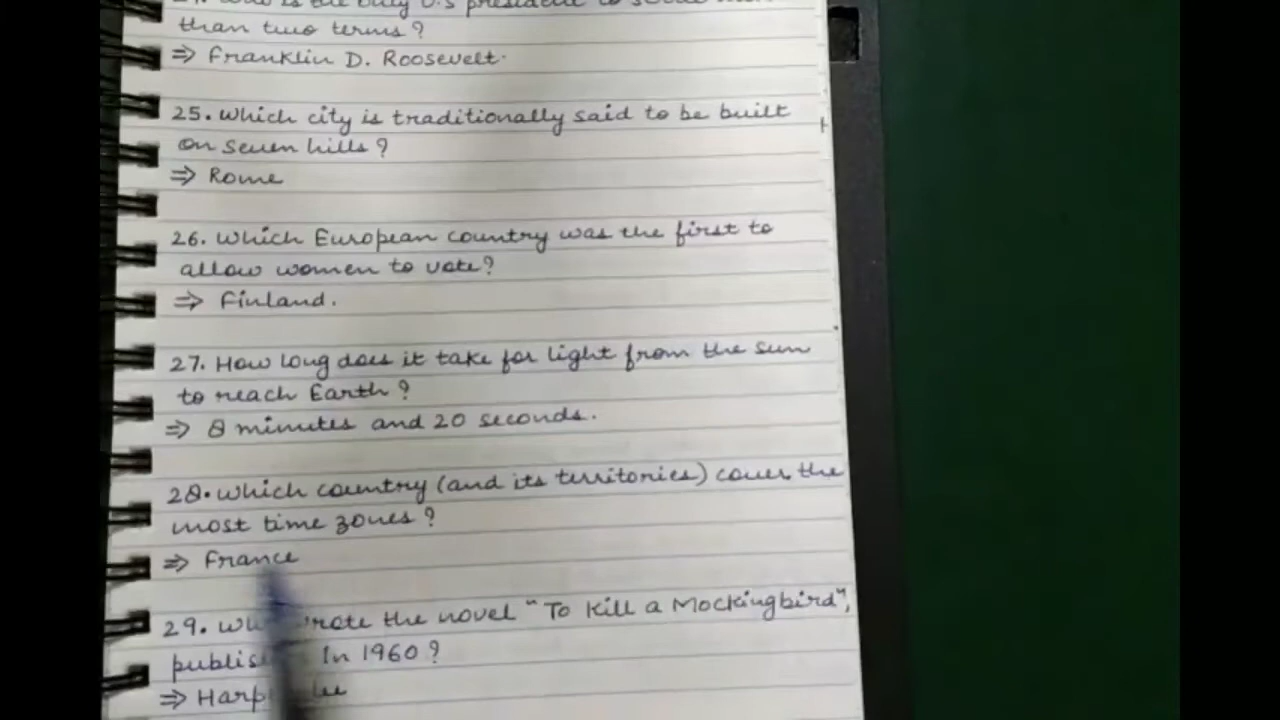 than two terms?
⇒ Franklin D. Roosevelt.
25. Which city is traditionally said to be built
on seven hills?
⇒ Rome
26. Which European country was the first to
allow women to vote?
⇒ Finland.
27. How long does it take for light from the sun
to reach Earth?
⇒ 8 minutes and 20 seconds.
28. Which country (and its territories) cover the
most time zones?
⇒ France
29. the novel "To Kill a Mockingbird",
In 1960?
⇒